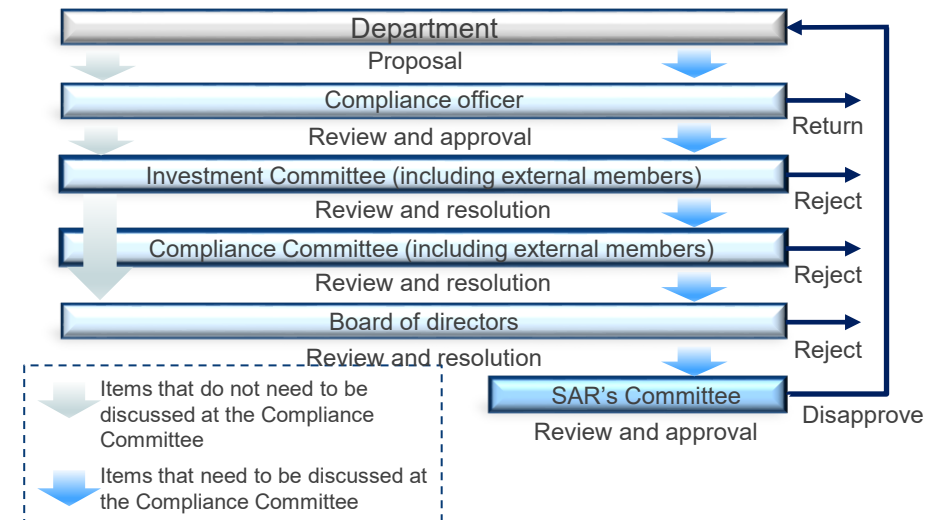 Department
Proposal
Compliance officer
Return
Review and approval
Investment Committee (including external members)
Reject
Review and resolution
Compliance Committee (including external members)
Reject
Review and resolution
Board of directors
Reject
Review and resolution
SAR's Committee
Disapprove
Review and approval
Items that do not need to be
discussed at the Compliance
Committee
Items that need to be discussed at
the Compliance Committee